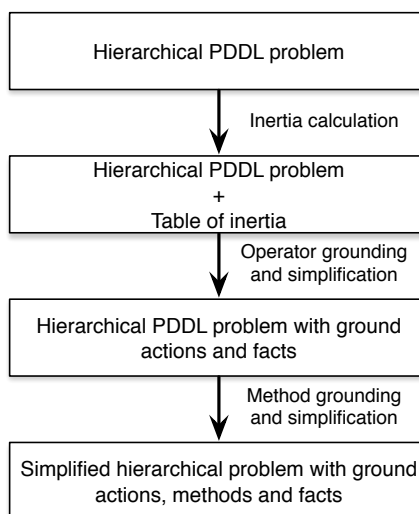 Hierarchical PDDL problem
Inertia calculation
Hierarchical PDDL problem
+
Table of inertia
Operator grounding
and simplification
Hierarchical PDDL problem with ground
actions and facts
Method grounding
and simplification
Simplified hierarchical problem with ground
actions, methods and facts